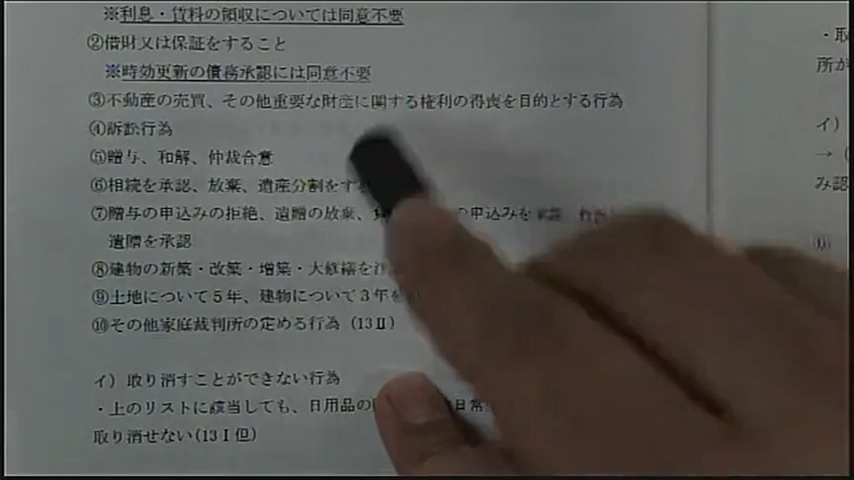 ※利息・賃料の領収については同意不要
②借財又は保証をすること
※時効更新の債務承認には同意不要
③不動産の売買、その他重要な財産に関する権利の得喪を目的とする行為
④訴訟行為
⑤贈与、和解、仲裁合意
⑥相続を承認、放棄、遺産分割をす
⑦贈与の申込みの拒絶、遺贈の放棄、 の申込みを
遺贈を承認
⑧建物の新築・改築・増築・大修繕を
⑨土地について5年、建物について3年を
⑩その他家庭裁判所の定める行為(13Ⅱ)
イ)取り消すことができない行為
・上のリストに該当しても、日用品の 日常
取り消せない(13Ⅰ但)
・取
所が
イ)
→(
み認